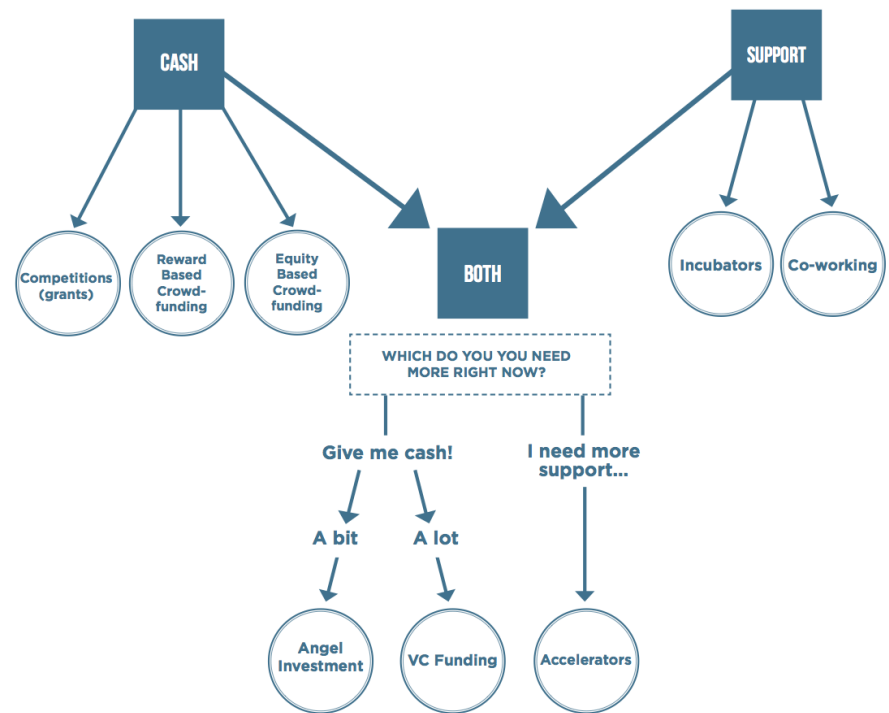 CASH
SUPPORT
Competitions
(grants)
Reward
Based
Crowd-
funding
Equity
Based
Crowd-
funding
BOTH
Incubators
Co-working
WHICH DO YOU YOU NEED
MORE RIGHT NOW?
Give me cash!
I need more
support...
A bit
A lot
Angel
Investment
VC Funding
Accelerators